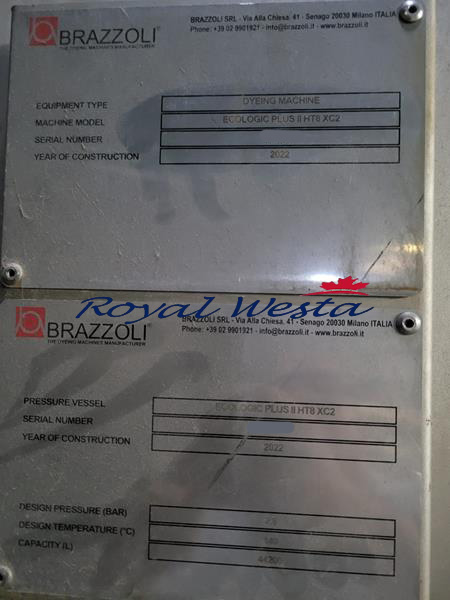 BRAZZOLI
THE DYEING MACHINES MANUFACTURER
BRAZZOLI SRL - Via Alla Chiesa, 41 - Senago 20030 Milano ITALIA
Phone: +39 02 9901921 - info@brazzoli.it - www.brazzoli.it
EQUIPMENT TYPE DYEING MACHINE
MACHINE MODEL ECOLOGIC PLUS II HT8 XC2
SERIAL NUMBER
YEAR OF CONSTRUCTION 2022
Royal Westa
BRAZZOLI
THE DYEING MACHINES MANUFACTURER
BRAZZOLI SRL - Via Alla Chiesa, 41 - Senago 20030 Milano ITALIA
Phone: +39 02 9901921 - info@brazzoli.it - www.brazzoli.it
PRESSURE VESSEL ECOLOGIC PLUS II HT8 XC2
SERIAL NUMBER
YEAR OF CONSTRUCTION 2022
DESIGN PRESSURE (BAR)
DESIGN TEMPERATURE (°C) 140
CAPACITY (L)